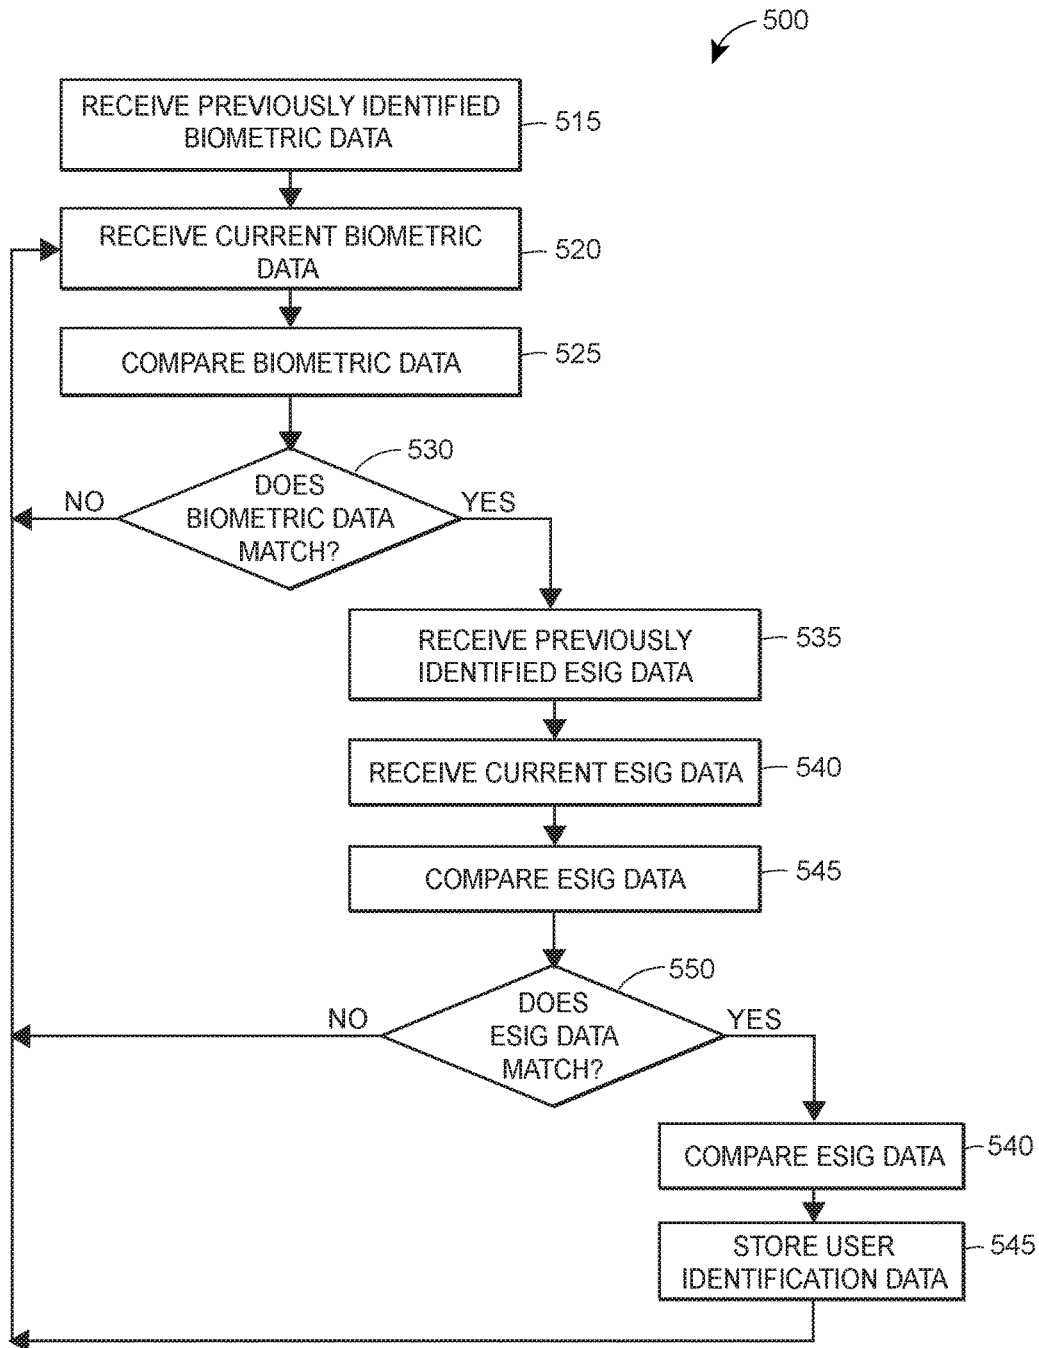 500
RECEIVE PREVIOUSLY IDENTIFIED
BIOMETRIC DATA
515
RECEIVE CURRENT BIOMETRIC
DATA
520
COMPARE BIOMETRIC DATA
525
530
DOES
BIOMETRIC DATA
MATCH?
NO
YES
RECEIVE PREVIOUSLY
IDENTIFIED ESIG DATA
535
RECEIVE CURRENT ESIG DATA
540
COMPARE ESIG DATA
545
550
DOES
ESIG DATA
MATCH?
NO
YES
COMPARE ESIG DATA
540
STORE USER
IDENTIFICATION DATA
545